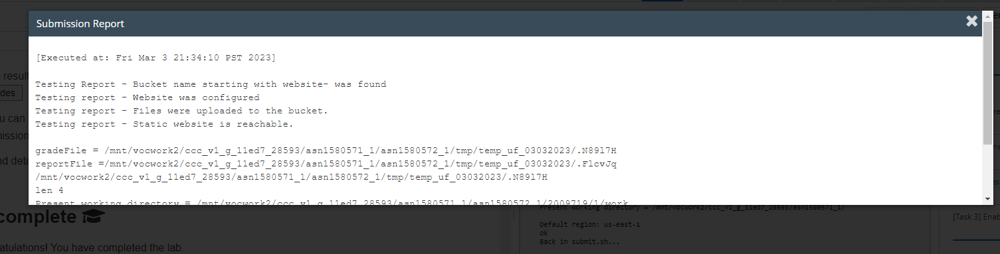 Submission Report
[Executed at: Fri Mar 3 21:34:10 PST 2023]
Testing Report - Bucket name starting with website- was found
Testing report - Website was configured
Testing report - Files were uploaded to the bucket.
Testing report - Static website is reachable.
gradeFile = /mnt/vocwork2/ccc_v1_g_11ed7_28593/asn1580571_1/asn1580572_1/tmp/temp_uf_03032023/.N89l7H
reportFile =/mnt/vocwork2/ccc_v1_g_11ed7_28593/asn1580571_1/asn1580572_1/tmp/temp_uf_03032023/.FlcvJq
/mnt/vocwork2/ccc_v1_g_11ed7_28593/asn1580571_1/asn1580572_1/tmp/temp_uf_03032023/.N89l7H
len 4
Present working directory = /mnt/vocwork2/ccc_v1_g_11ed7_28593/asn1580571_1/asn1580572_1/2009719/1/work
result
des
u can
mission
nd deta
complete
atulations! You have completed the lab.
Present working directory = /mnt/vocwork2/ccc_v1_g_11ed7_28593/asn1580571_1/
Default region: us-east-1
ok
Back in submit.sh...
[Task 3] Enab